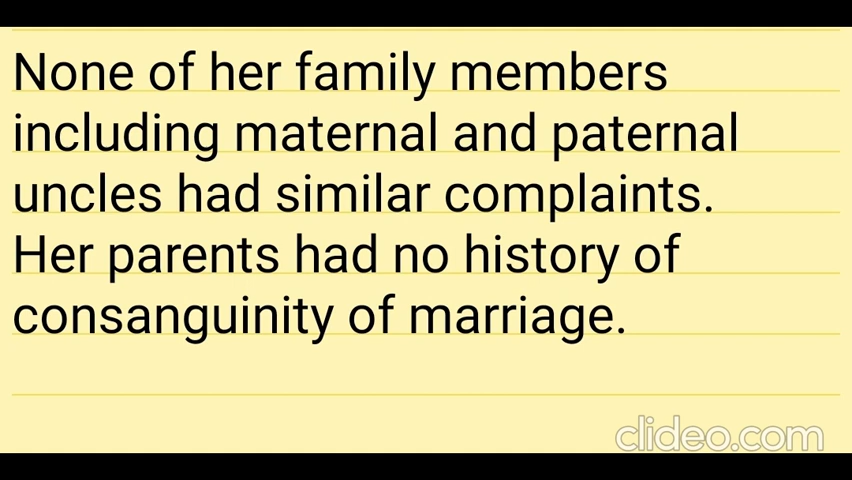 None of her family members
including maternal and paternal
uncles had similar complaints.
Her parents had no history of
consanguinity of marriage.
clideo.com